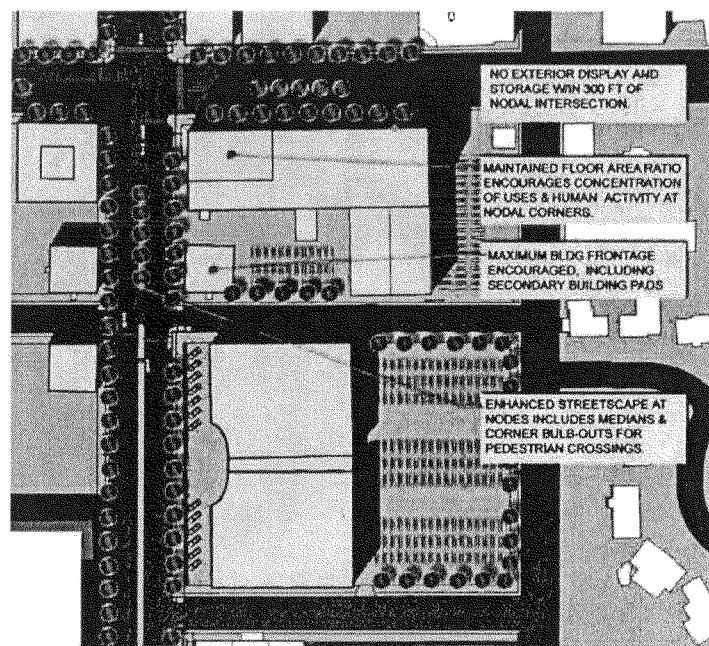 NO EXTERIOR DISPLAY AND
STORAGE W/IN 300 FT OF
NODAL INTERSECTION.
MAINTAINED FLOOR AREA RATIO
ENCOURAGES CONCENTRATION
OF USES & HUMAN ACTIVITY AT
NODAL CORNERS.
MAXIMUM BLDG FRONTAGE
ENCOURAGED, INCLUDING
SECONDARY BUILDING PADS
ENHANCED STREETSCAPE AT
NODES INCLUDES MEDIANS &
CORNER BULB-OUTS FOR
PEDESTRIAN CROSSINGS.